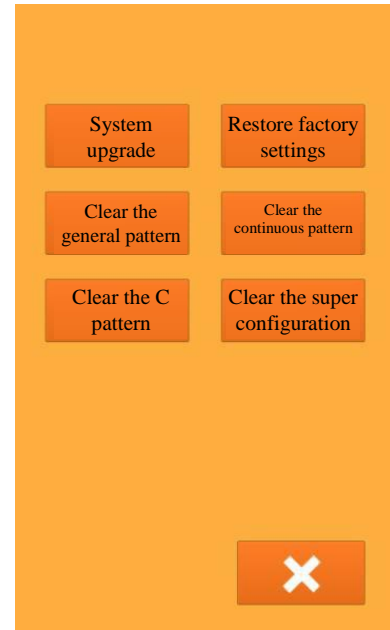 System
upgrade
Restore factory
settings
Clear the
general pattern
Clear the
continuous pattern
Clear the C
pattern
Clear the super
configuration